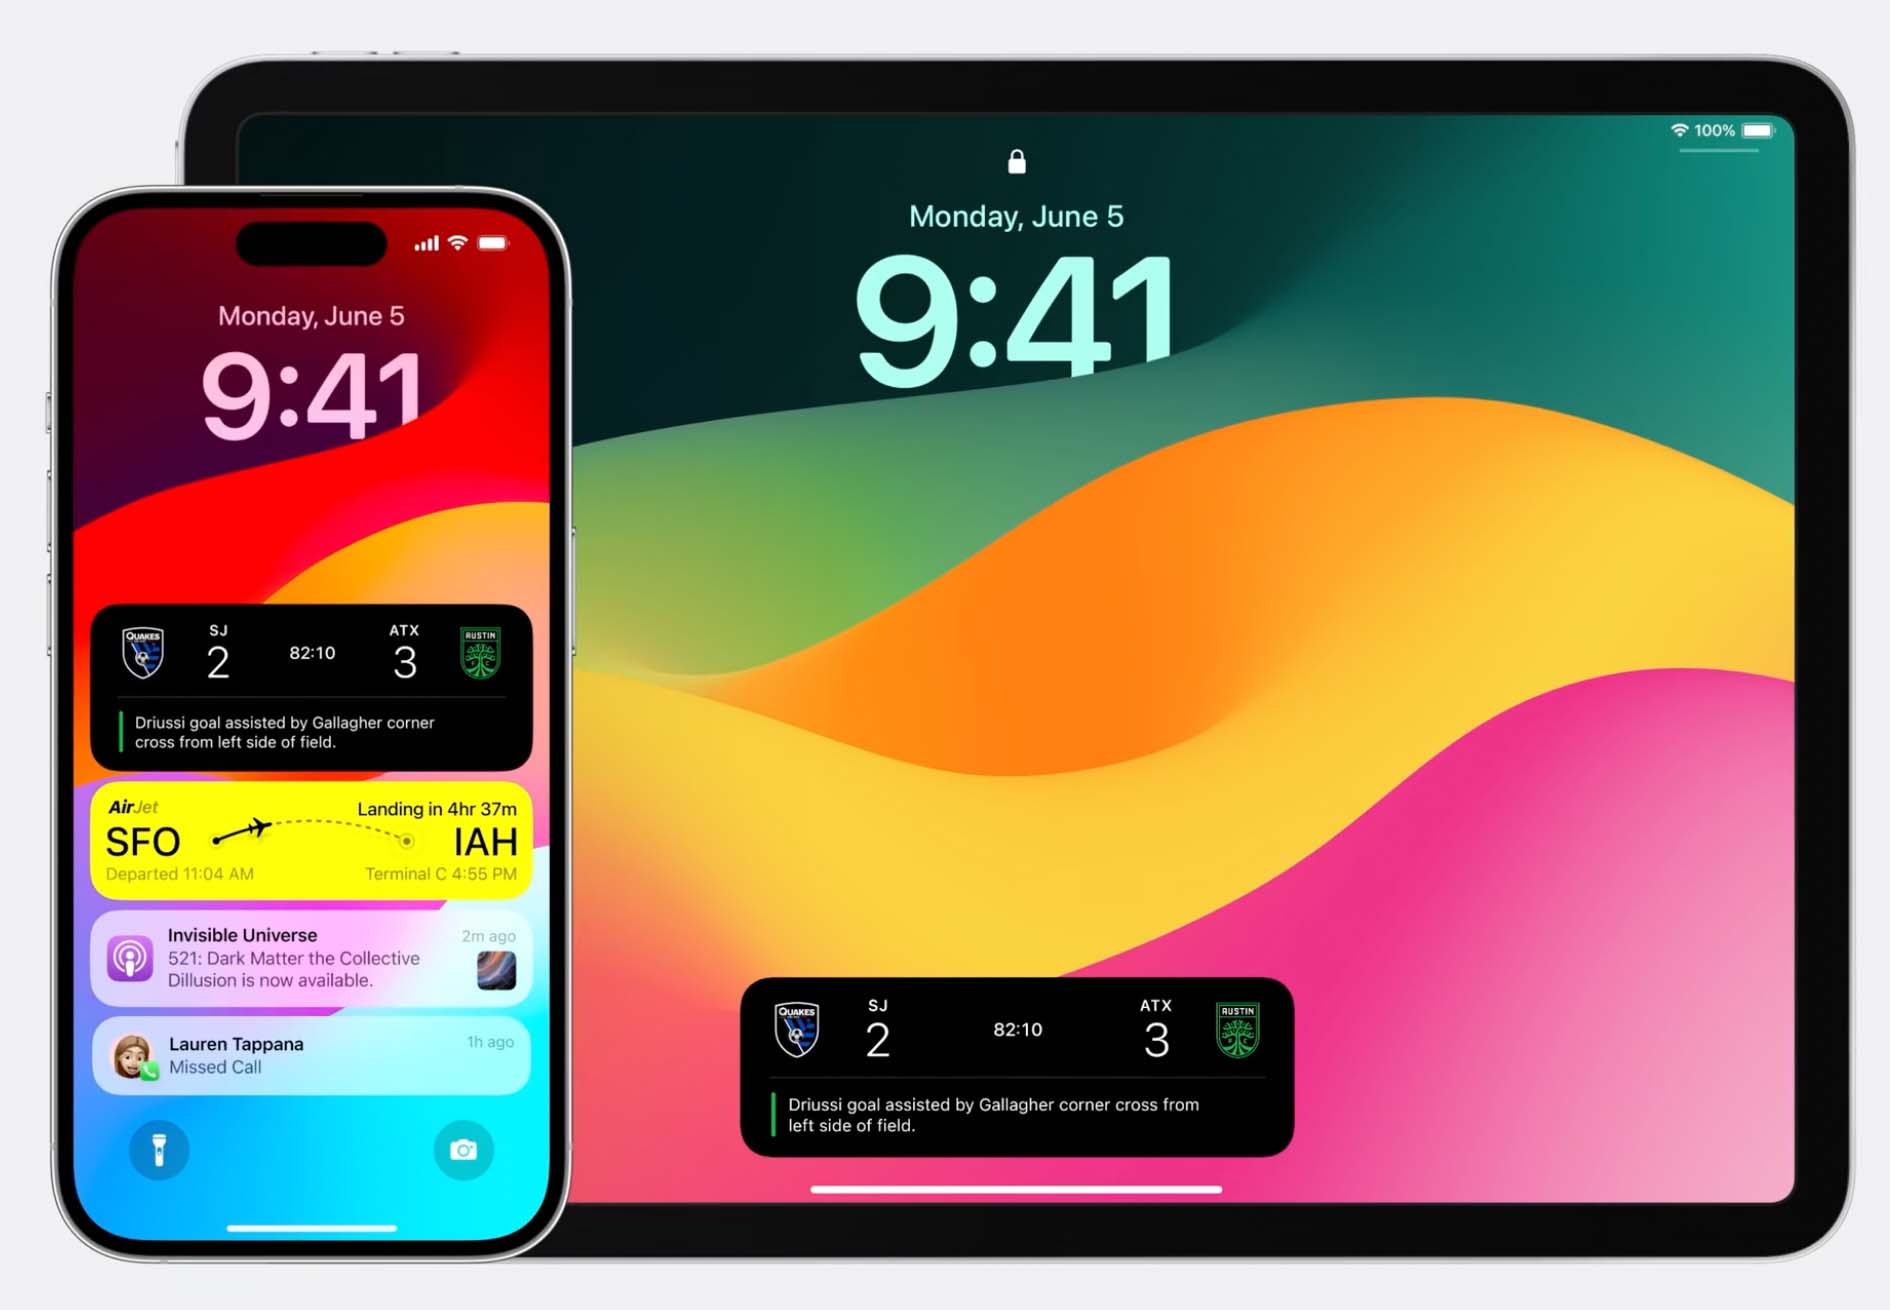 Monday, June 5
9:41
QUAKES
SJ
2
82:10
ATX
3
AUSTIN
Driussi goal assisted by Gallagher corner
cross from left side of field.
AirJet
Landing in 4hr 37m
SFO
IAH
Departed 11:04 AM
Terminal C 4:55 PM
Invisible Universe
2m ago
521: Dark Matter the Collective
Dillusion is now available.
Lauren Tappana
1h ago
Missed Call
100%
Monday, June 5
9:41
QUAKES
SJ
2
82:10
ATX
3
AUSTIN
Driussi goal assisted by Gallagher corner cross from
left side of field.